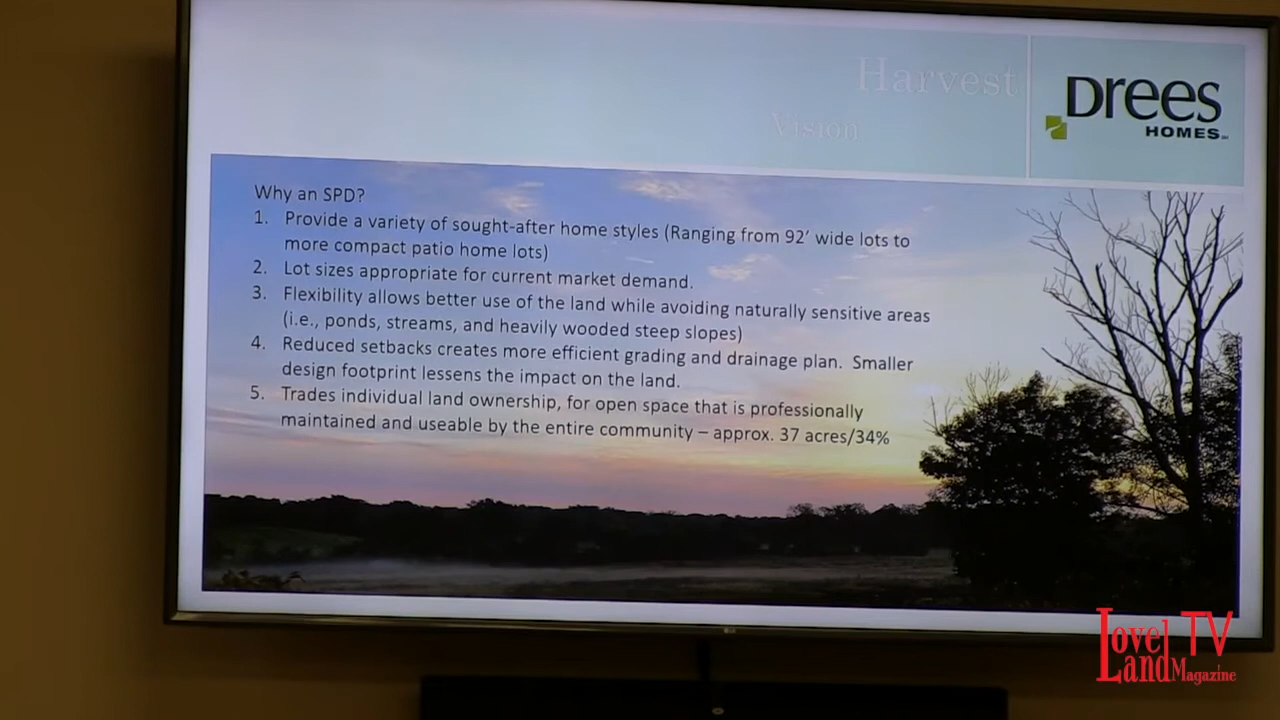 Harvest
Vision
Drees
HOMES
Why an SPD?
1. Provide a variety of sought-after home styles (Ranging from 92’ wide lots to
more compact patio home lots)
2. Lot sizes appropriate for current market demand.
3. Flexibility allows better use of the land while avoiding naturally sensitive areas
(i.e., ponds, streams, and heavily wooded steep slopes)
4. Reduced setbacks creates more efficient grading and drainage plan. Smaller
design footprint lessens the impact on the land.
5. Trades individual land ownership, for open space that is professionally
maintained and useable by the entire community – approx. 37 acres/34%
LoveLand Magazine TV